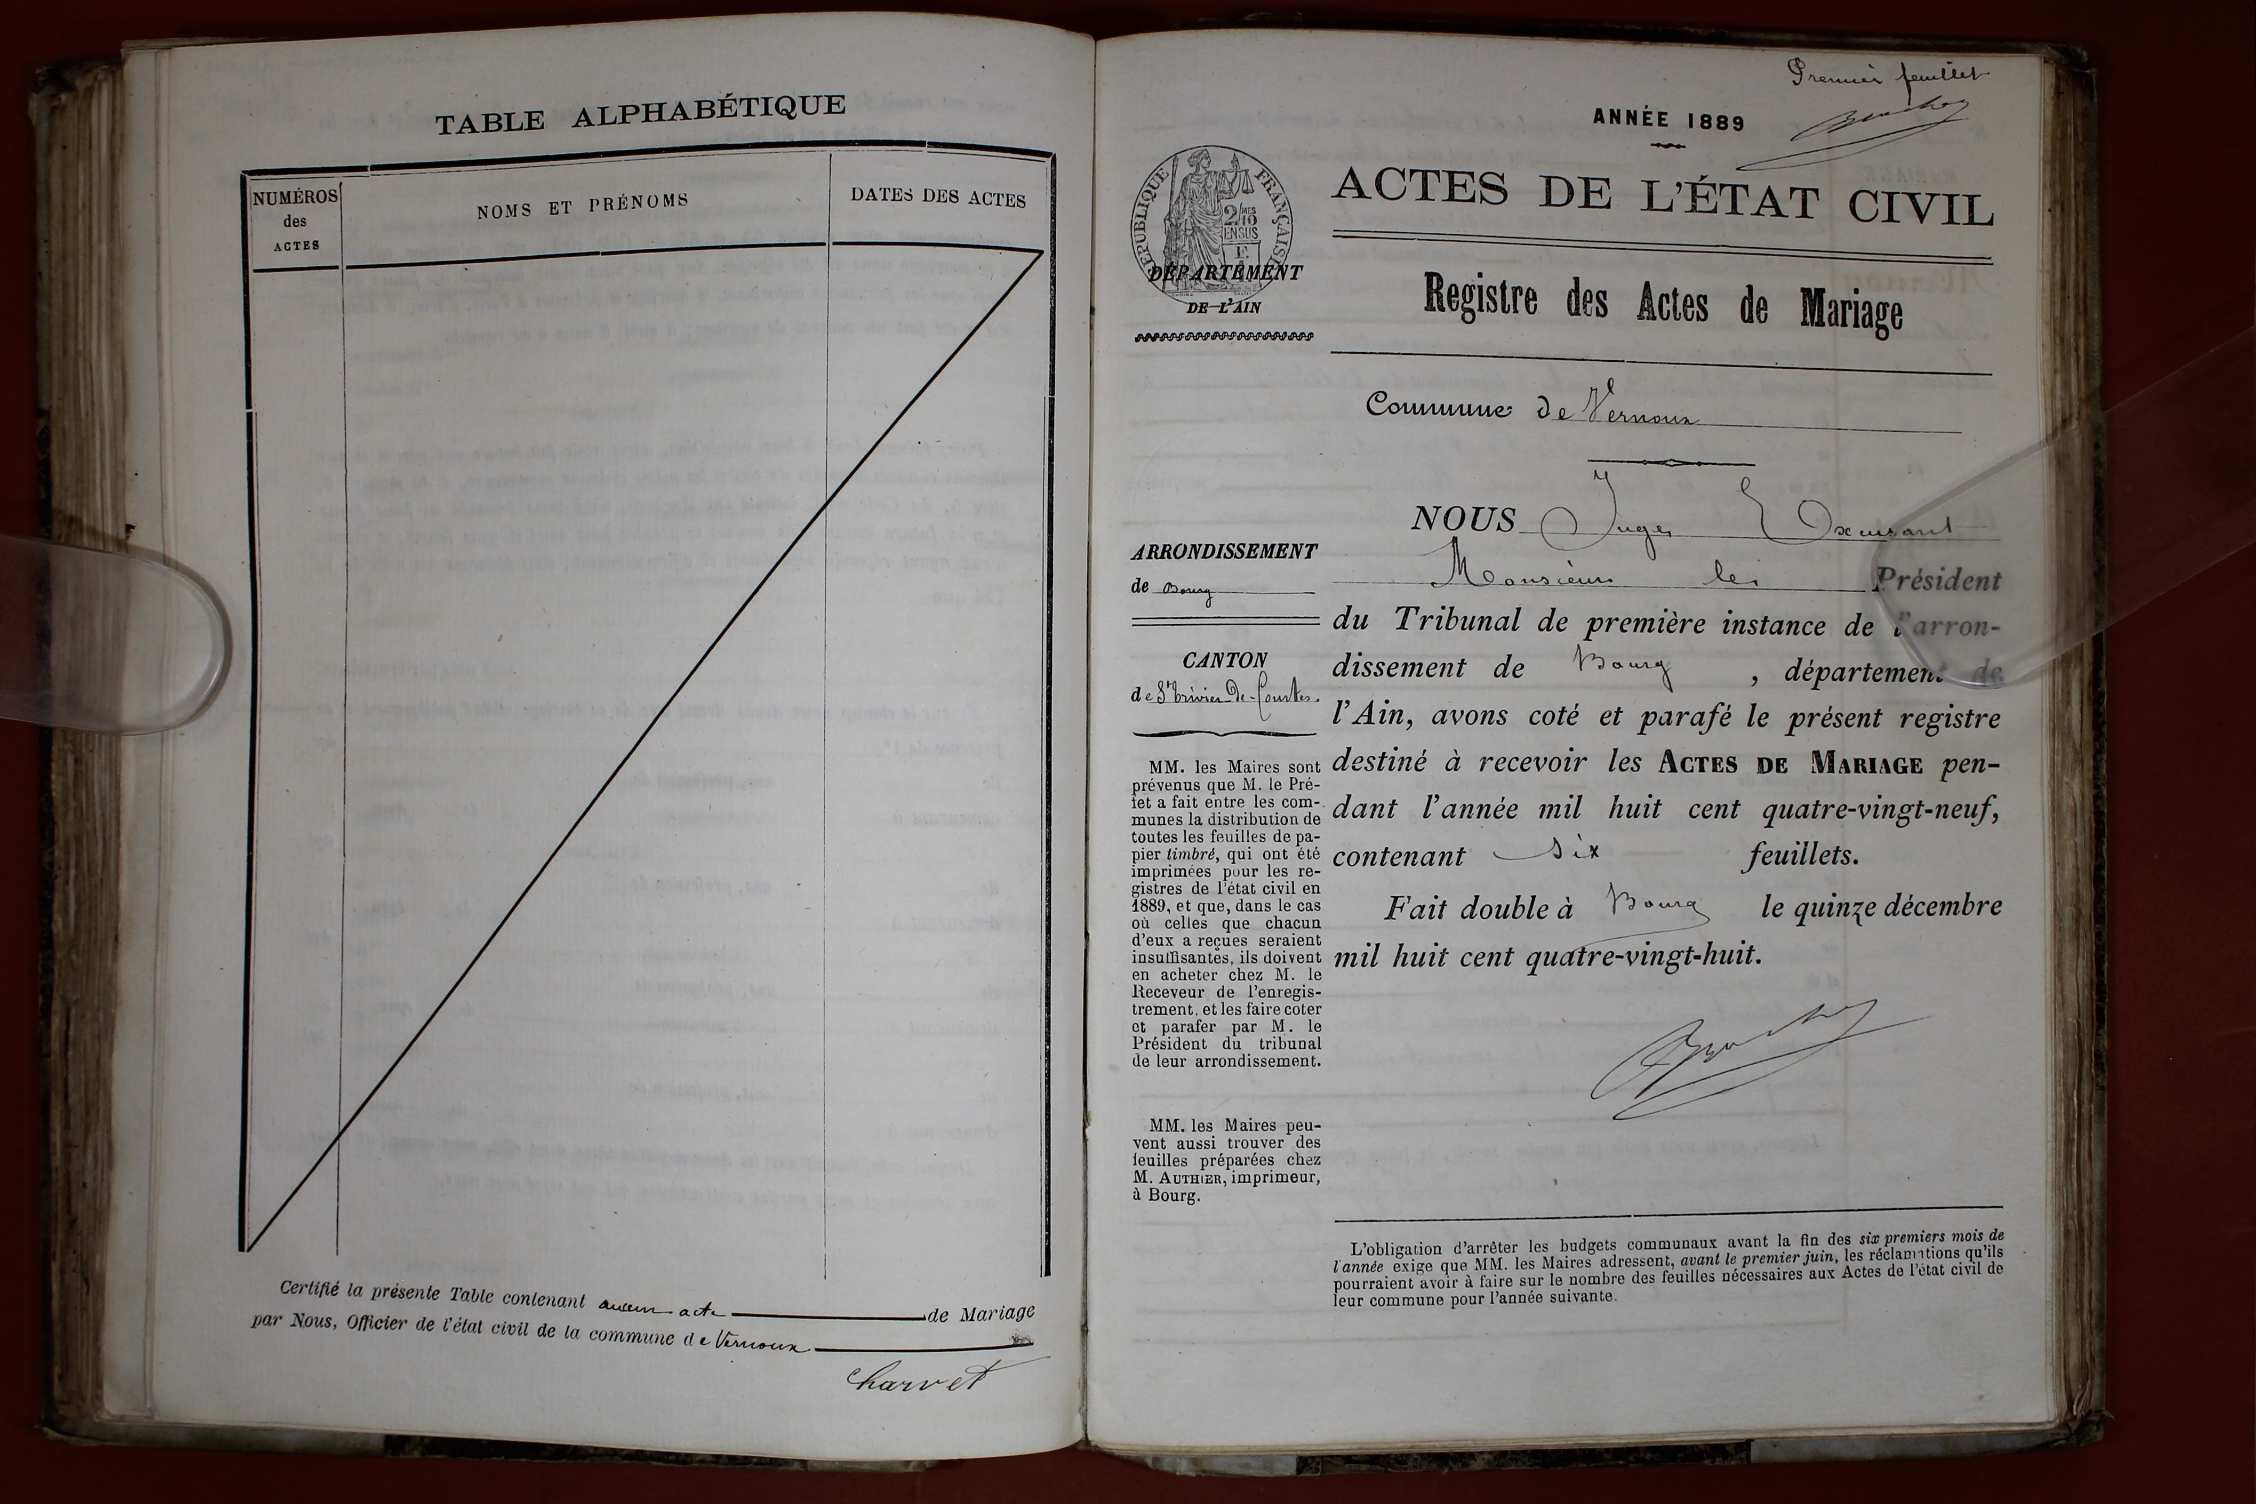 TABLE ALPHABÉTIQUE
NUMÉROS
des
ACTES
NOMS ET PRÉNOMS
DATES DES ACTES
Certifié la présente Table contenant aucun acte de Mariage
par Nous, Officier de l'état civil de la commune de Vernoux
Charvet
Premier feuillet
ANNÉE 1889
ACTES DE L'ÉTAT CIVIL
RÉPUBLIQUE FRANÇAISE
2/10
EN SUS
DÉPARTEMENT
DE L'AIN
Registre des Actes de Mariage
Commune de Vernoux
ARRONDISSEMENT
de Bourg
CANTON
de St Trivier-De-Courtes
MM. les Maires sont
prévenus que M. le Pré-
fet a fait entre les com-
munes la distribution de
toutes les feuilles de pa-
pier timbré, qui ont été
imprimées pour les re-
gistres de l'état civil en
1889, et que, dans le cas
où celles que chacun
d'eux a reçues seraient
insuffisantes, ils doivent
en acheter chez M. le
Receveur de l'enregis-
trement, et les faire coter
et parafer par M. le
Président du tribunal
de leur arrondissement.
MM. les Maires peu-
vent aussi trouver des
feuilles préparées chez
M. AUTHIER, imprimeur,
à Bourg.
NOUS Juge
Monsieur le Président
du Tribunal de première instance de l'arron-
dissement de Bourg, département de
l'Ain, avons coté et parafé le présent registre
destiné à recevoir les ACTES DE MARIAGE pen-
dant l'année mil huit cent quatre-vingt-neuf,
contenant six feuillets.
Fait double à Bourg le quinze décembre
mil huit cent quatre-vingt-huit.
L'obligation d'arrêter les budgets communaux avant la fin des six premiers mois de
l'année exige que MM. les Maires adressent, avant le premier juin, les réclamations qu'ils
pourraient avoir à faire sur le nombre des feuilles nécessaires aux Actes de l'état civil de
leur commune pour l'année suivante.